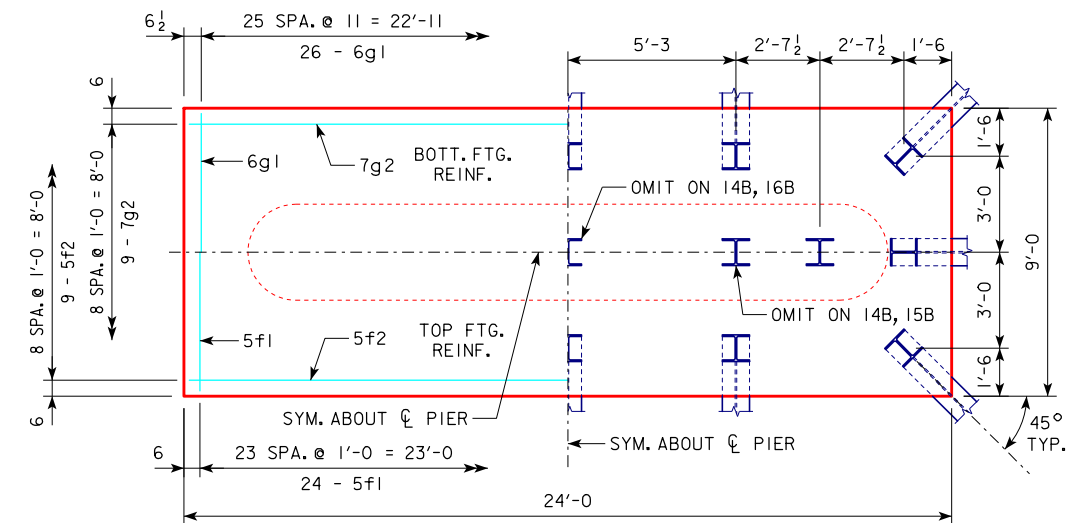 6½
25 SPA. @ 11 = 22'-11
26 - 6g1
5'-3
2'-7½
2'-7½
1'-6
6
8 SPA. @ 1'-0 = 8'-0
9 - 7g2
8 SPA. @ 1'-0 = 8'-0
9 - 5f2
6
6g1
7g2
BOTT. FTG.
REINF.
OMIT ON 14B, 16B
1'-6
3'-0
3'-0
1'-6
9'-0
OMIT ON 14B, 15B
5f1
5f2
TOP FTG.
REINF.
SYM. ABOUT ℄ PIER
SYM. ABOUT ℄ PIER
45°
TYP.
6
23 SPA. @ 1'-0 = 23'-0
24 - 5f1
24'-0